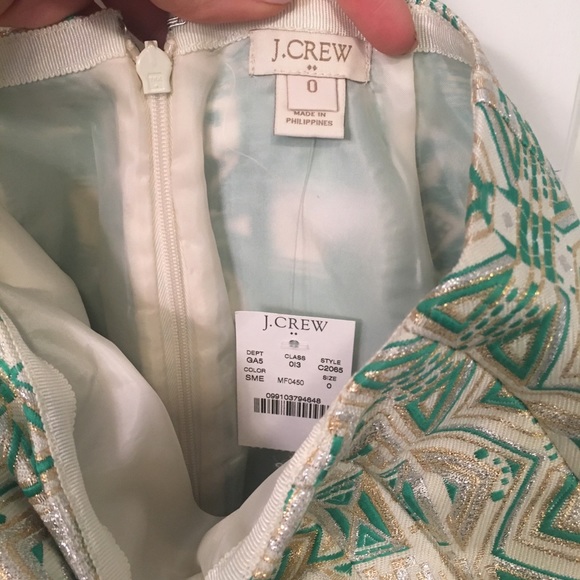 J.CREW
0
MADE IN
PHILIPPINES
J.CREW
DEPT CLASS STYLE
GA5 013 C2065
COLOR SIZE
SME MF0450 0
099103794648